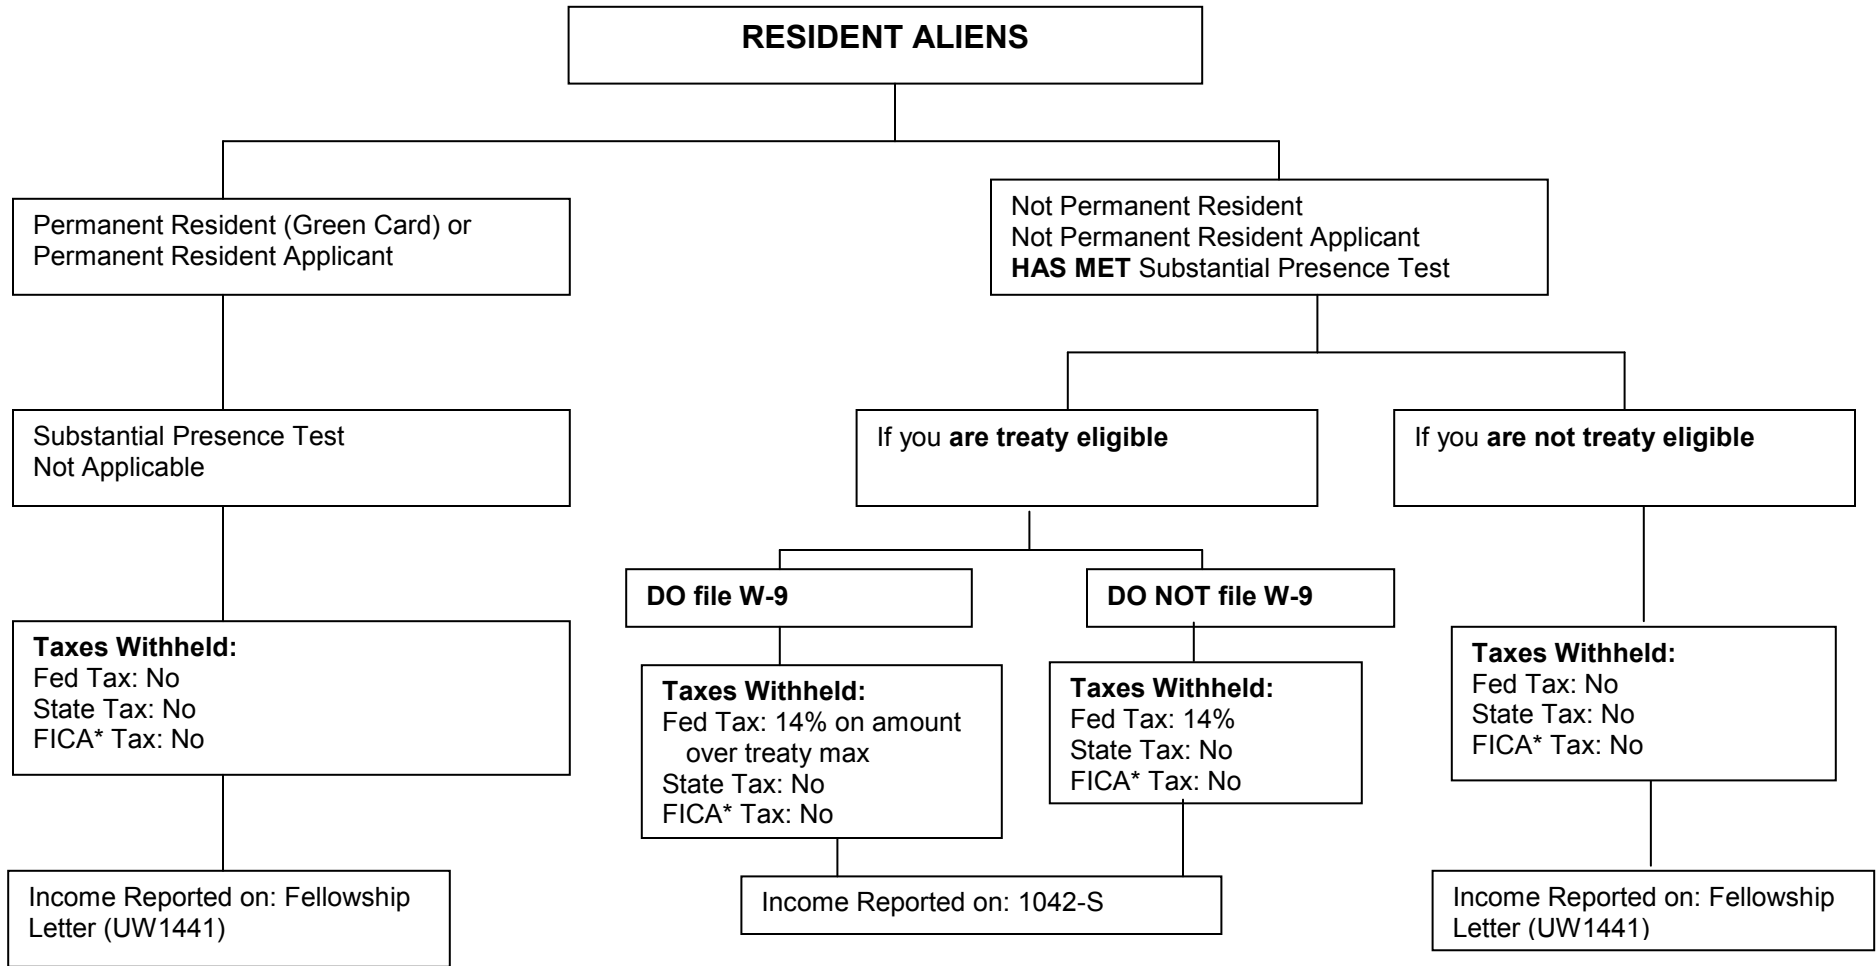 RESIDENT ALIENS
Permanent Resident (Green Card) or
Permanent Resident Applicant
Not Permanent Resident
Not Permanent Resident Applicant
HAS MET Substantial Presence Test
Substantial Presence Test
Not Applicable
If you are treaty eligible
If you are not treaty eligible
DO file W-9
DO NOT file W-9
Taxes Withheld:
Fed Tax: No
State Tax: No
FICA* Tax: No
Taxes Withheld:
Fed Tax: 14% on amount
over treaty max
State Tax: No
FICA* Tax: No
Taxes Withheld:
Fed Tax: 14%
State Tax: No
FICA* Tax: No
Taxes Withheld:
Fed Tax: No
State Tax: No
FICA* Tax: No
Income Reported on: Fellowship
Letter (UW1441)
Income Reported on: 1042-S
Income Reported on: Fellowship
Letter (UW1441)